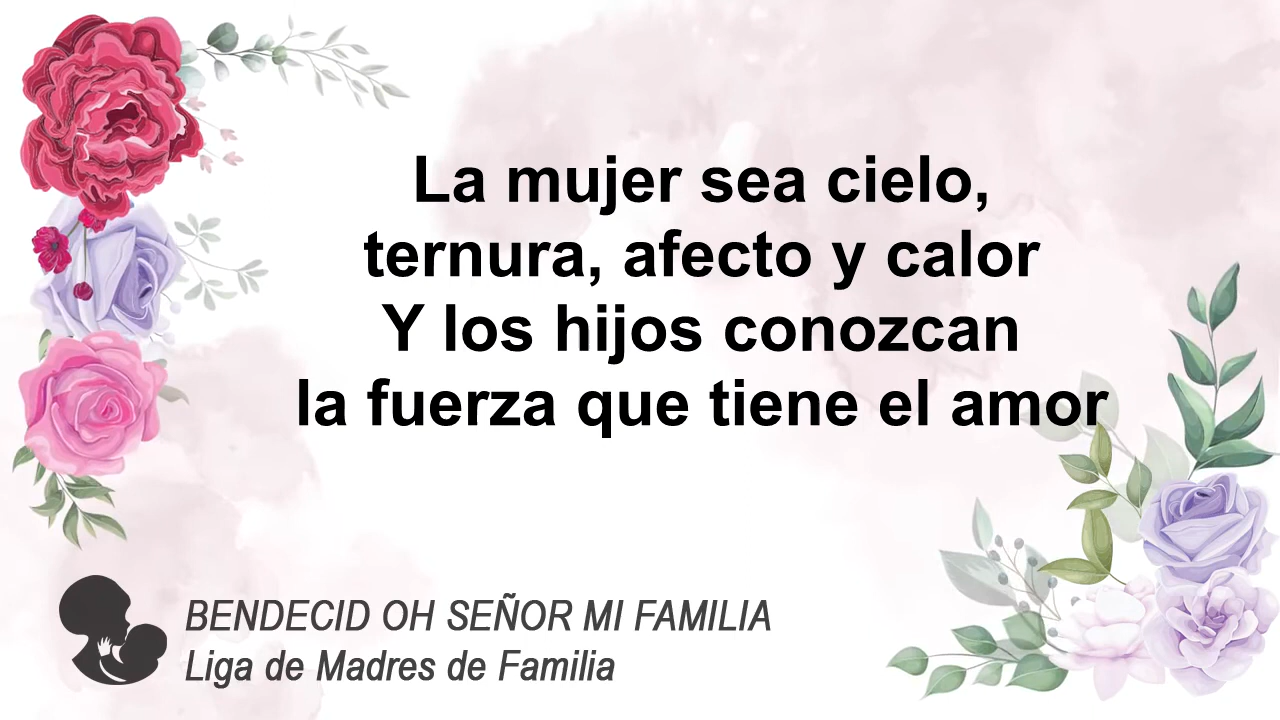 La mujer sea cielo,
ternura, afecto y calor
Y los hijos conozcan
la fuerza que tiene el amor
BENDECID OH SEÑOR MI FAMILIA
Liga de Madres de Familia